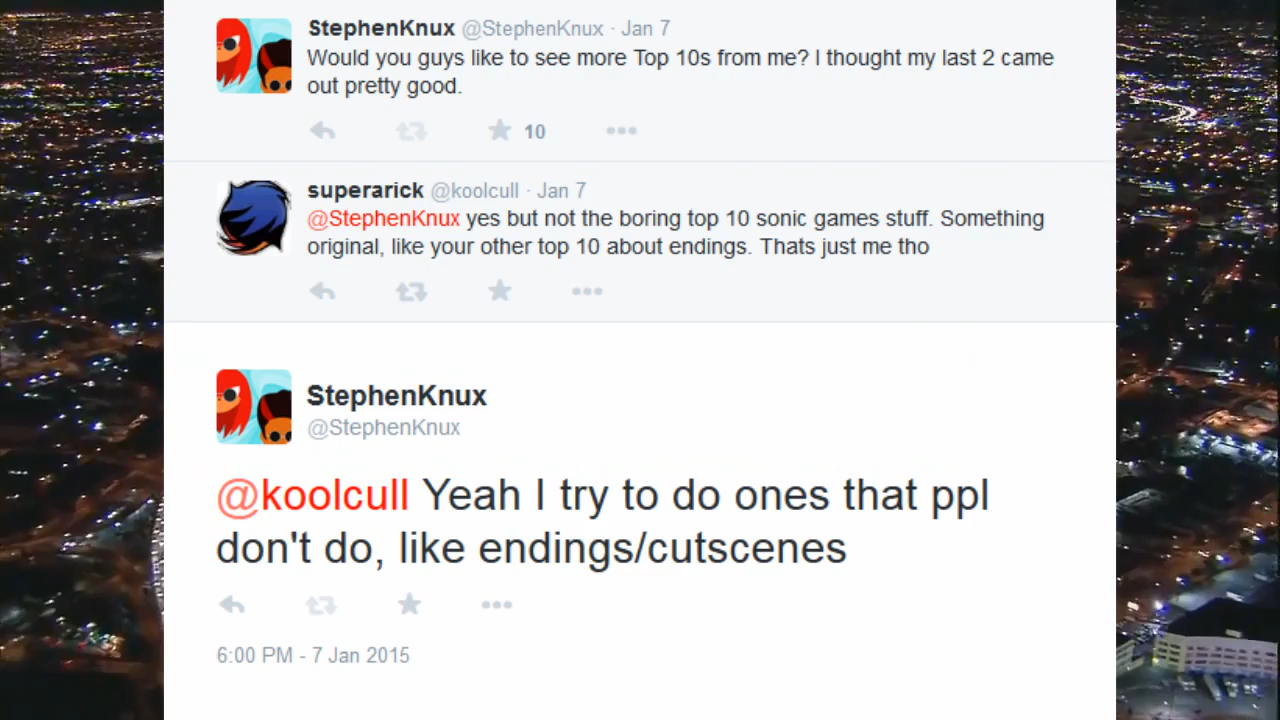 StephenKnux @StephenKnux · Jan 7
Would you guys like to see more Top 10s from me? I thought my last 2 came
out pretty good.
10
superarick @koolcull · Jan 7
@StephenKnux yes but not the boring top 10 sonic games stuff. Something
original, like your other top 10 about endings. Thats just me tho
StephenKnux
@StephenKnux
@koolcull Yeah I try to do ones that ppl
don't do, like endings/cutscenes
6:00 PM - 7 Jan 2015